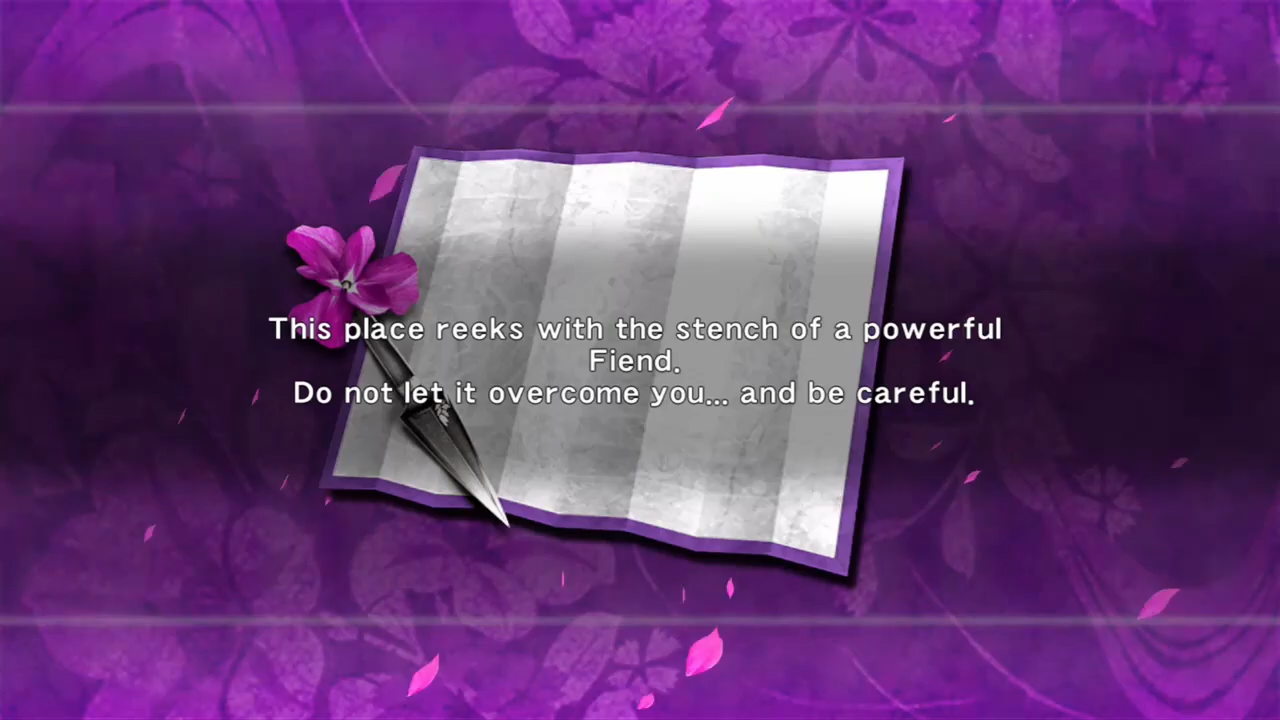 This place reeks with the stench of a powerful
Fiend.
Do not let it overcome you... and be careful.